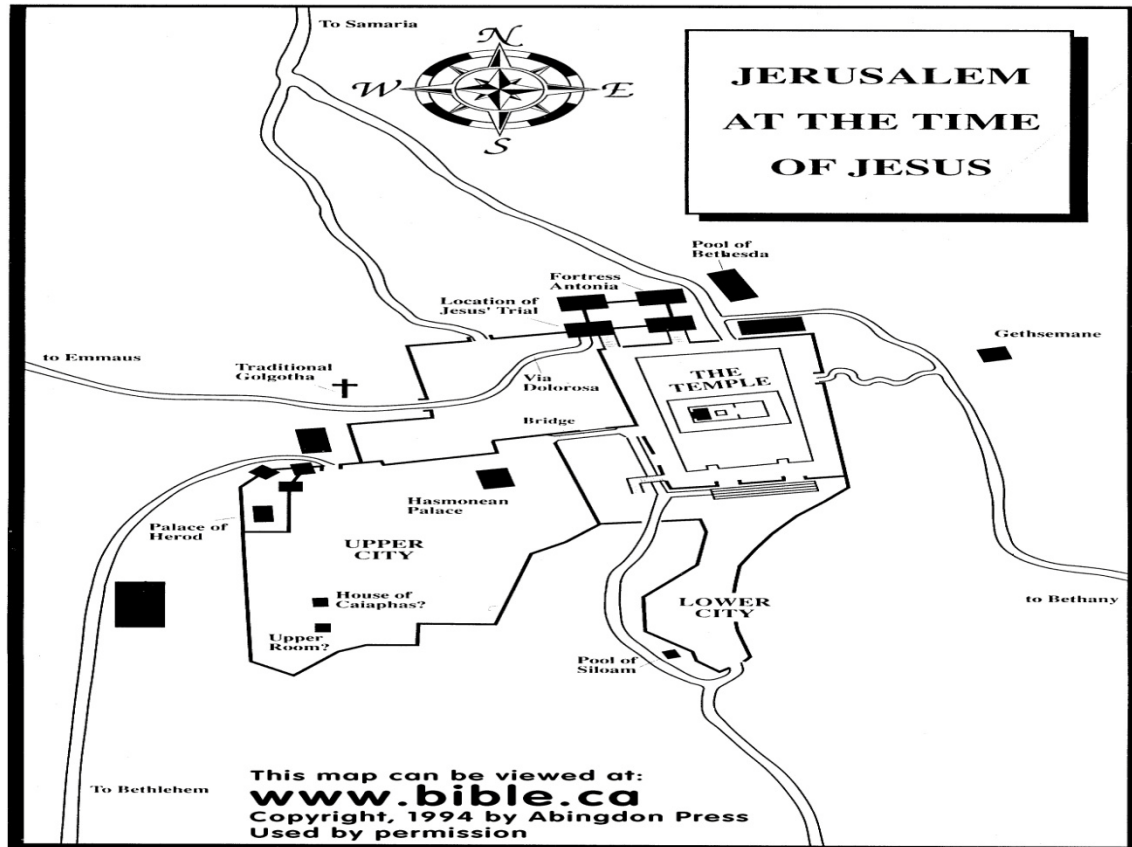 To Samaria
N
W
E
S
JERUSALEM
AT THE TIME
OF JESUS
Pool of
Bethesda
Fortress
Antonia
Location of
Jesus' Trial
Gethsemane
to Emmaus
Traditional
Golgotha
Via
Dolorosa
THE
TEMPLE
Bridge
Hasmonean
Palace
Palace of
Herod
UPPER
CITY
House of
Caiaphas?
Upper
Room?
LOWER
CITY
to Bethany
Pool of
Siloam
To Bethlehem
This map can be viewed at:
www.bible.ca
Copyright, 1994 by Abingdon Press
Used by permission